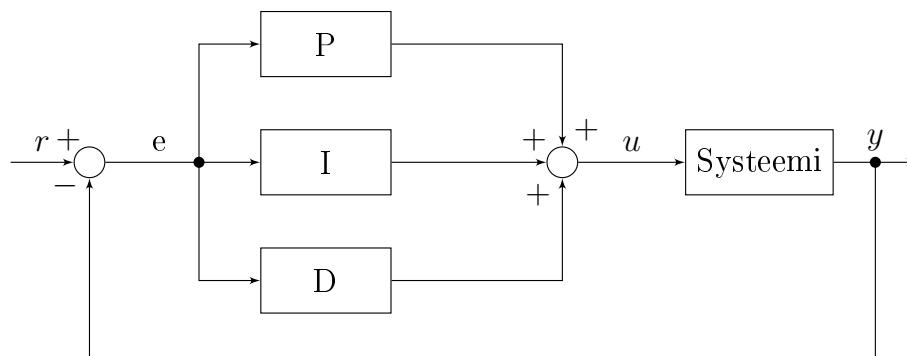 P
r + e + + u y
I Systeemi
− +
D